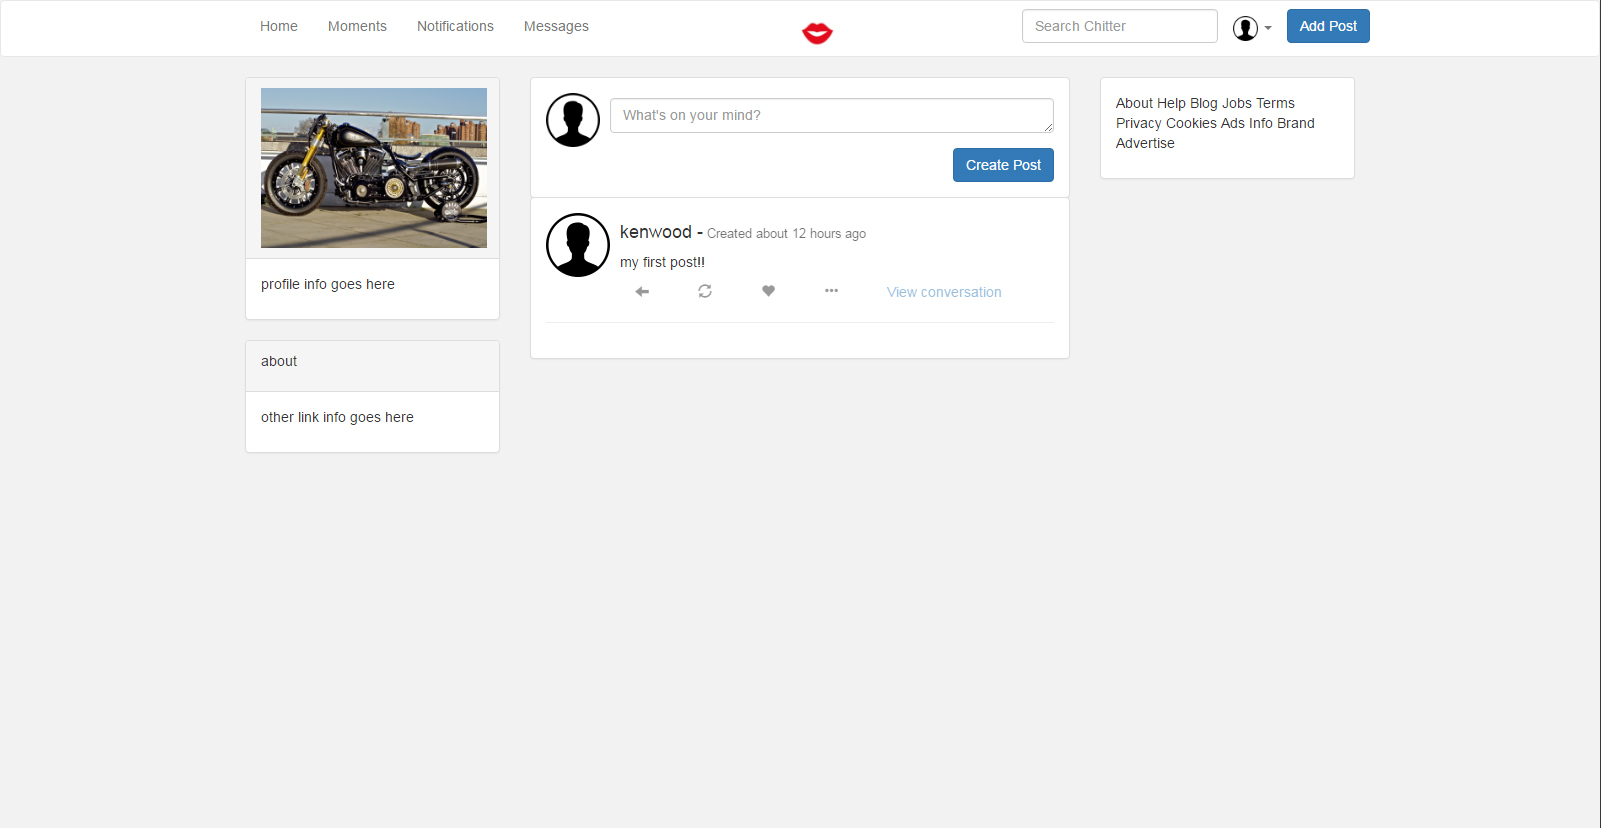 Home Moments Notifications Messages
Search Chitter
Add Post
profile info goes here
about
other link info goes here
What's on your mind?
Create Post
kenwood - Created about 12 hours ago
my first post!!
View conversation
About Help Blog Jobs Terms
Privacy Cookies Ads Info Brand
Advertise